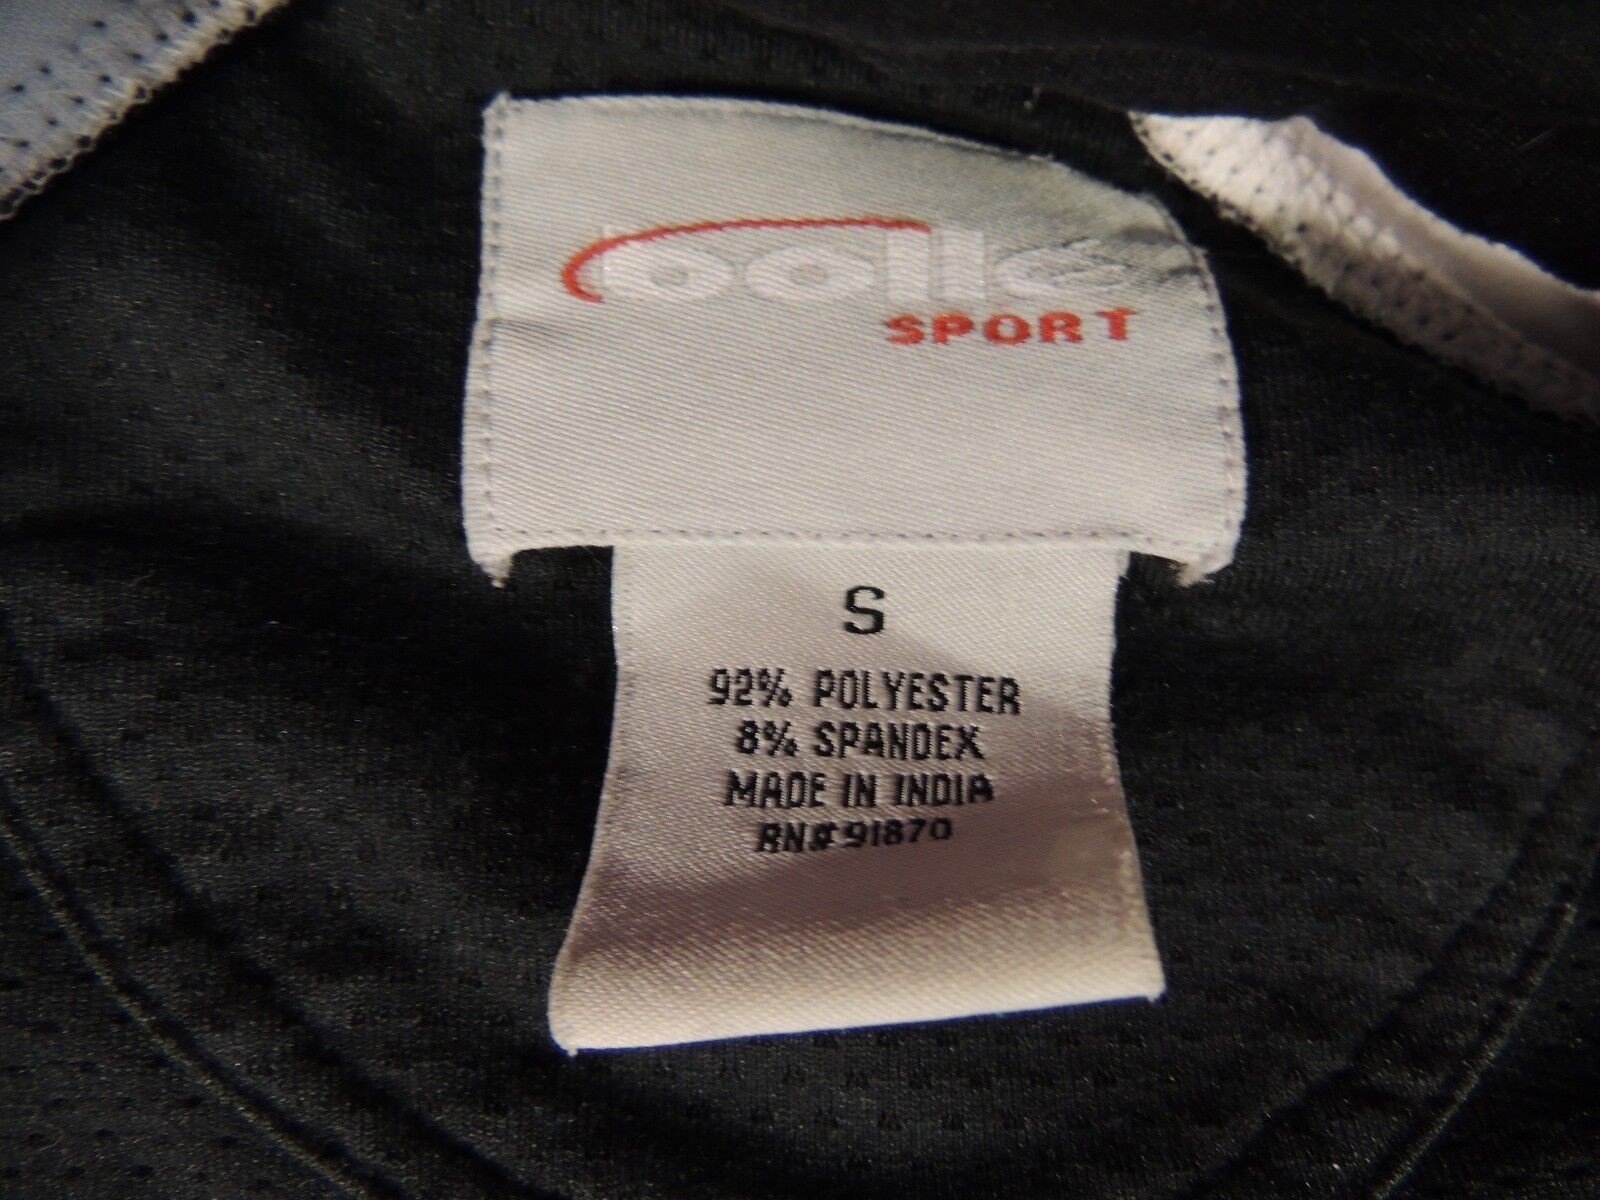 bolle
SPORT
S
92% POLYESTER
8% SPANDEX
MADE IN INDIA
RN# 91870